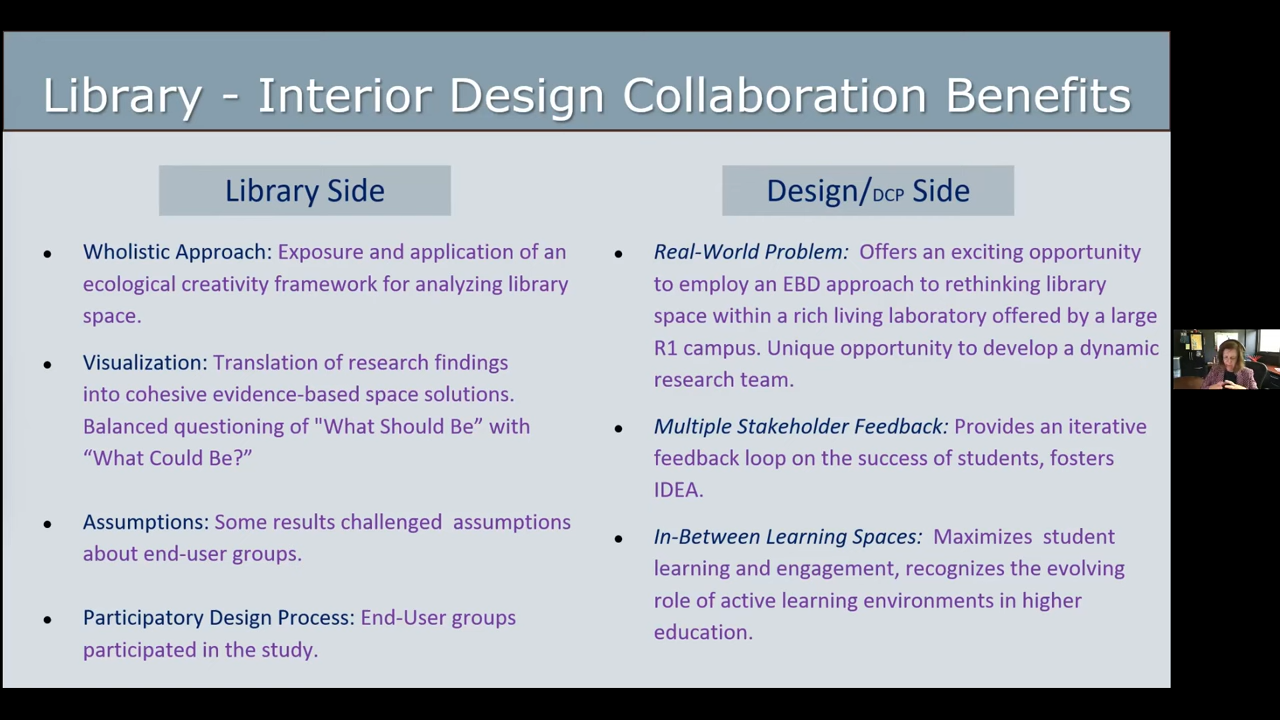 Library - Interior Design Collaboration Benefits
Library Side
• Wholistic Approach: Exposure and application of an
ecological creativity framework for analyzing library
space.
• Visualization: Translation of research findings
into cohesive evidence-based space solutions.
Balanced questioning of "What Should Be” with
“What Could Be?”
• Assumptions: Some results challenged  assumptions
about end-user groups.
• Participatory Design Process: End-User groups
participated in the study.
Design/DCP Side
• Real-World Problem:  Offers an exciting opportunity
to employ an EBD approach to rethinking library
space within a rich living laboratory offered by a large
R1 campus. Unique opportunity to develop a dynamic
research team.
• Multiple Stakeholder Feedback: Provides an iterative
feedback loop on the success of students, fosters
IDEA.
• In-Between Learning Spaces:  Maximizes  student
learning and engagement, recognizes the evolving
role of active learning environments in higher
education.